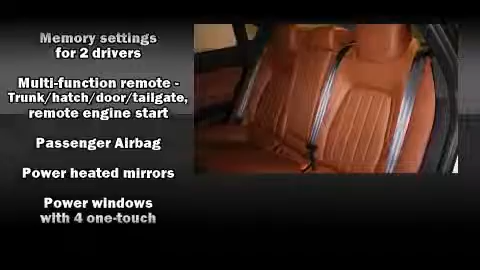 Memory settings
for 2 drivers
Multi-function remote -
Trunk/hatch/door/tailgate,
remote engine start
Passenger Airbag
Power heated mirrors
Power windows
with 4 one-touch